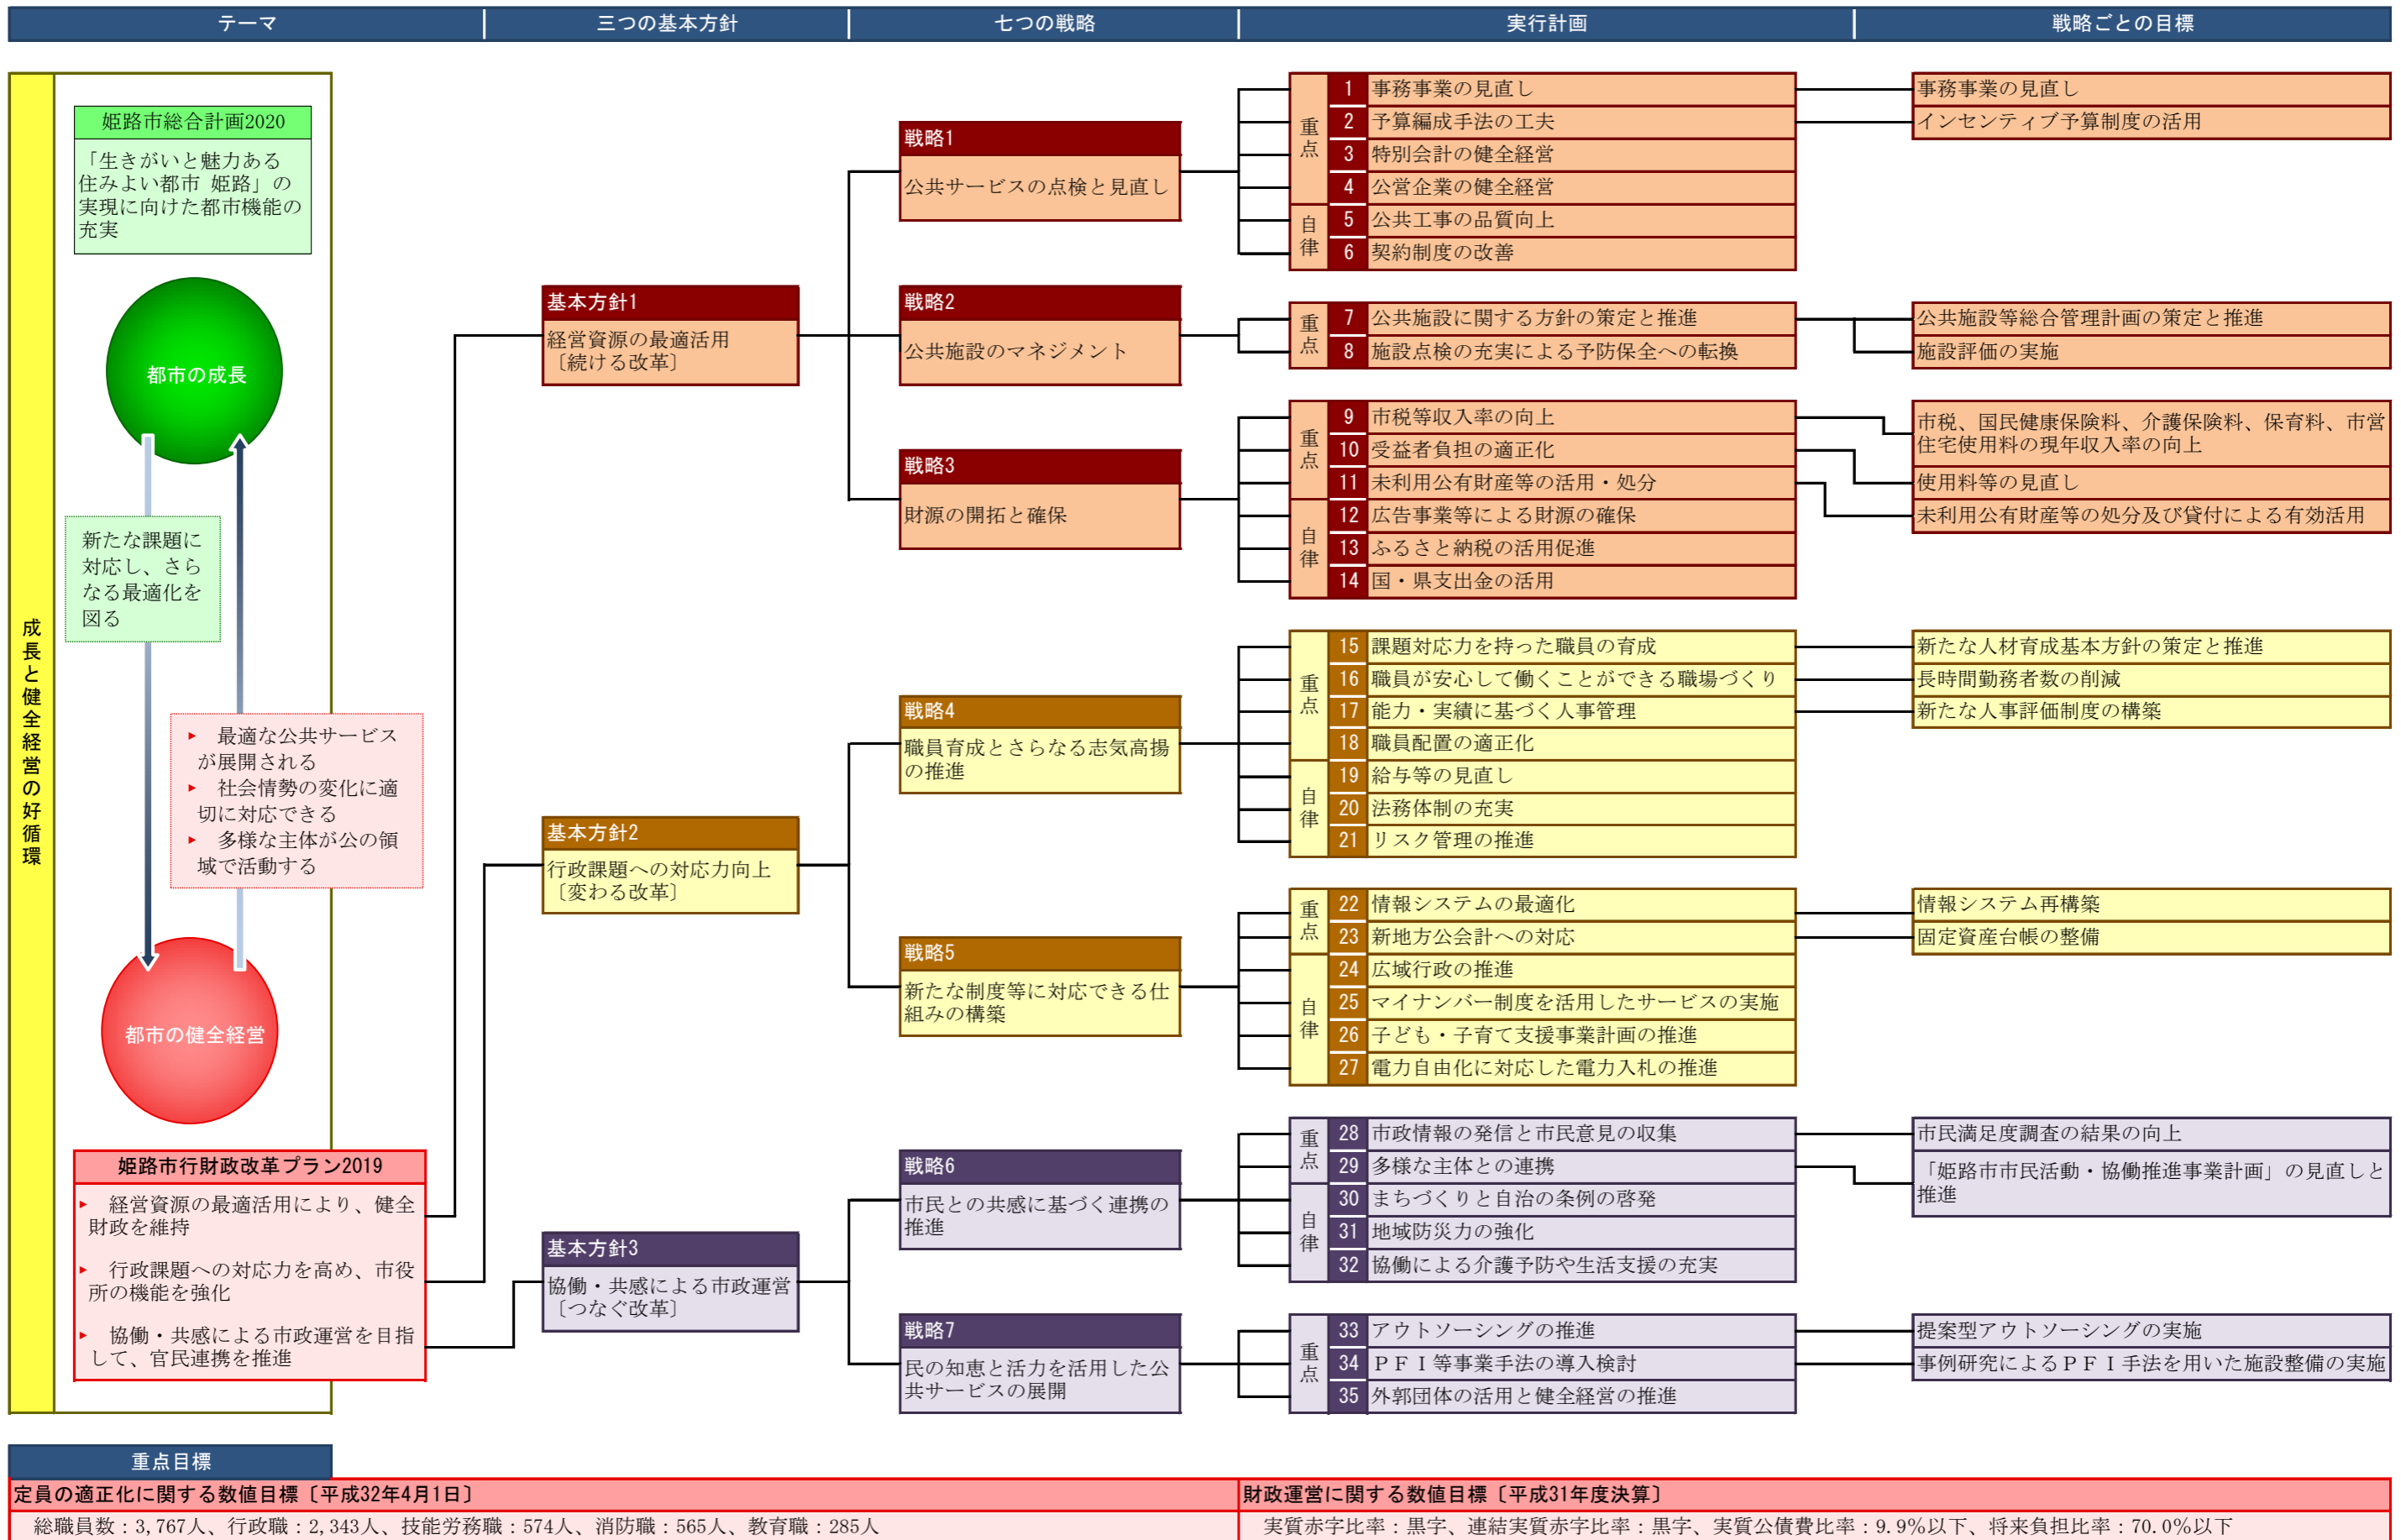 テーマ
三つの基本方針
七つの戦略
実行計画
戦略ごとの目標
成長と健全経営の好循環
姫路市総合計画2020
「生きがいと魅力ある
住みよい都市 姫路」の
実現に向けた都市機能の
充実
都市の成長
新たな課題に
対応し、さら
なる最適化を
図る
▸ 最適な公共サービス
が展開される
▸ 社会情勢の変化に適
切に対応できる
▸ 多様な主体が公の領
域で活動する
都市の健全経営
姫路市行財政改革プラン2019
▸ 経営資源の最適活用により、健全
財政を維持
▸ 行政課題への対応力を高め、市役
所の機能を強化
▸ 協働・共感による市政運営を目指
して、官民連携を推進
基本方針1
経営資源の最適活用
〔続ける改革〕
戦略1
公共サービスの点検と見直し
重点
1 事務事業の見直し
2 予算編成手法の工夫
3 特別会計の健全経営
4 公営企業の健全経営
自律
5 公共工事の品質向上
6 契約制度の改善
事務事業の見直し
インセンティブ予算制度の活用
戦略2
公共施設のマネジメント
重点
7 公共施設に関する方針の策定と推進
8 施設点検の充実による予防保全への転換
公共施設等総合管理計画の策定と推進
施設評価の実施
戦略3
財源の開拓と確保
重点
9 市税等収入率の向上
10 受益者負担の適正化
11 未利用公有財産等の活用・処分
自律
12 広告事業等による財源の確保
13 ふるさと納税の活用促進
14 国・県支出金の活用
市税、国民健康保険料、介護保険料、保育料、市営
住宅使用料の現年収入率の向上
使用料等の見直し
未利用公有財産等の処分及び貸付による有効活用
基本方針2
行政課題への対応力向上
〔変わる改革〕
戦略4
職員育成とさらなる志気高揚
の推進
重点
15 課題対応力を持った職員の育成
16 職員が安心して働くことができる職場づくり
17 能力・実績に基づく人事管理
18 職員配置の適正化
自律
19 給与等の見直し
20 法務体制の充実
21 リスク管理の推進
新たな人材育成基本方針の策定と推進
長時間勤務者数の削減
新たな人事評価制度の構築
戦略5
新たな制度等に対応できる仕
組みの構築
重点
22 情報システムの最適化
23 新地方公会計への対応
自律
24 広域行政の推進
25 マイナンバー制度を活用したサービスの実施
26 子ども・子育て支援事業計画の推進
27 電力自由化に対応した電力入札の推進
情報システム再構築
固定資産台帳の整備
基本方針3
協働・共感による市政運営
〔つなぐ改革〕
戦略6
市民との共感に基づく連携の
推進
重点
28 市政情報の発信と市民意見の収集
29 多様な主体との連携
自律
30 まちづくりと自治の条例の啓発
31 地域防災力の強化
32 協働による介護予防や生活支援の充実
市民満足度調査の結果の向上
「姫路市市民活動・協働推進事業計画」の見直しと
推進
戦略7
民の知恵と活力を活用した公
共サービスの展開
重点
33 アウトソーシングの推進
34 ＰＦＩ等事業手法の導入検討
35 外郭団体の活用と健全経営の推進
提案型アウトソーシングの実施
事例研究によるＰＦＩ手法を用いた施設整備の実施
重点目標
定員の適正化に関する数値目標〔平成32年4月1日〕
総職員数：3,767人、行政職：2,343人、技能労務職：574人、消防職：565人、教育職：285人
財政運営に関する数値目標〔平成31年度決算〕
実質赤字比率：黒字、連結実質赤字比率：黒字、実質公債費比率：9.9％以下、将来負担比率：70.0％以下